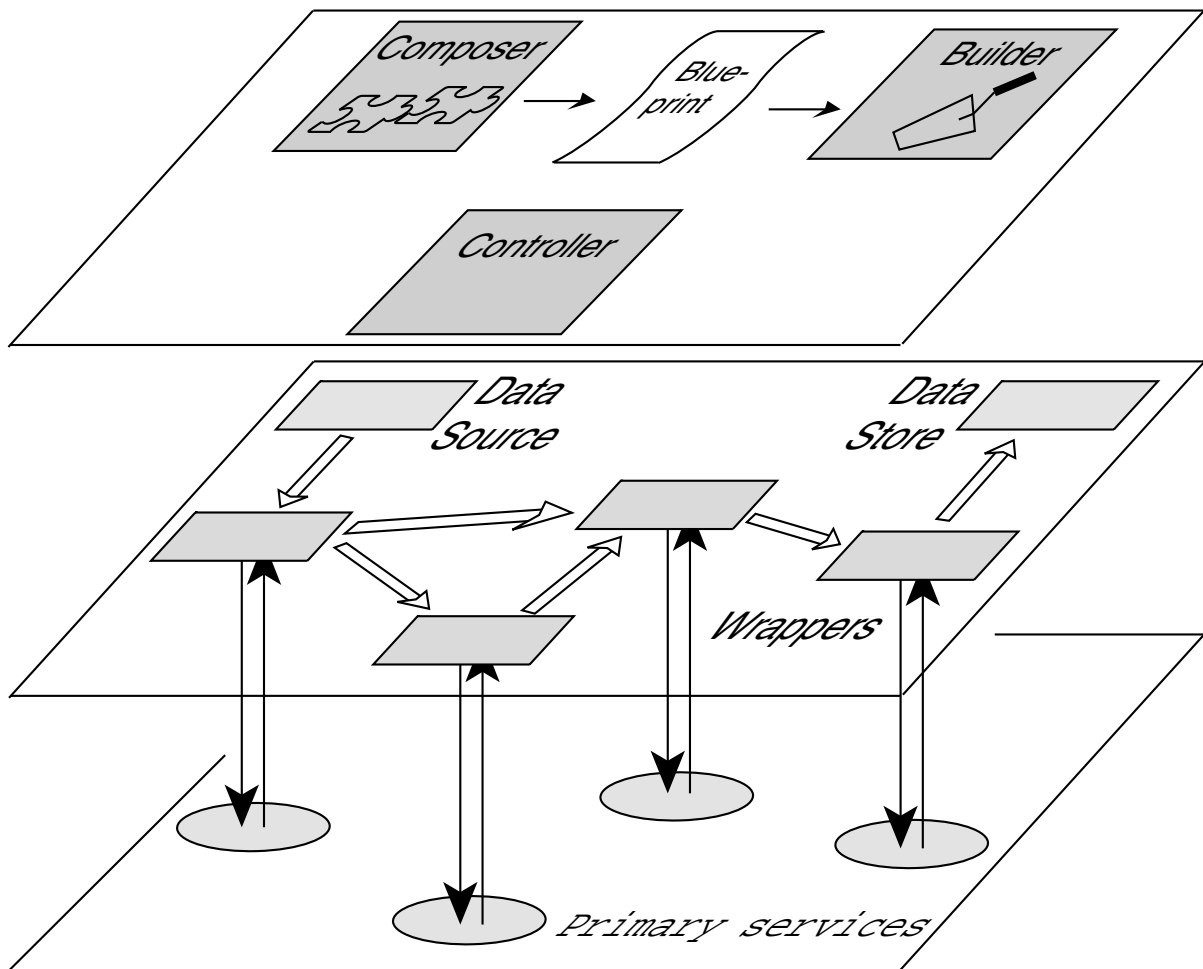 Composer
Blue-
print
Builder
Controller
Data
Source
Data
Store
Wrappers
Primary services